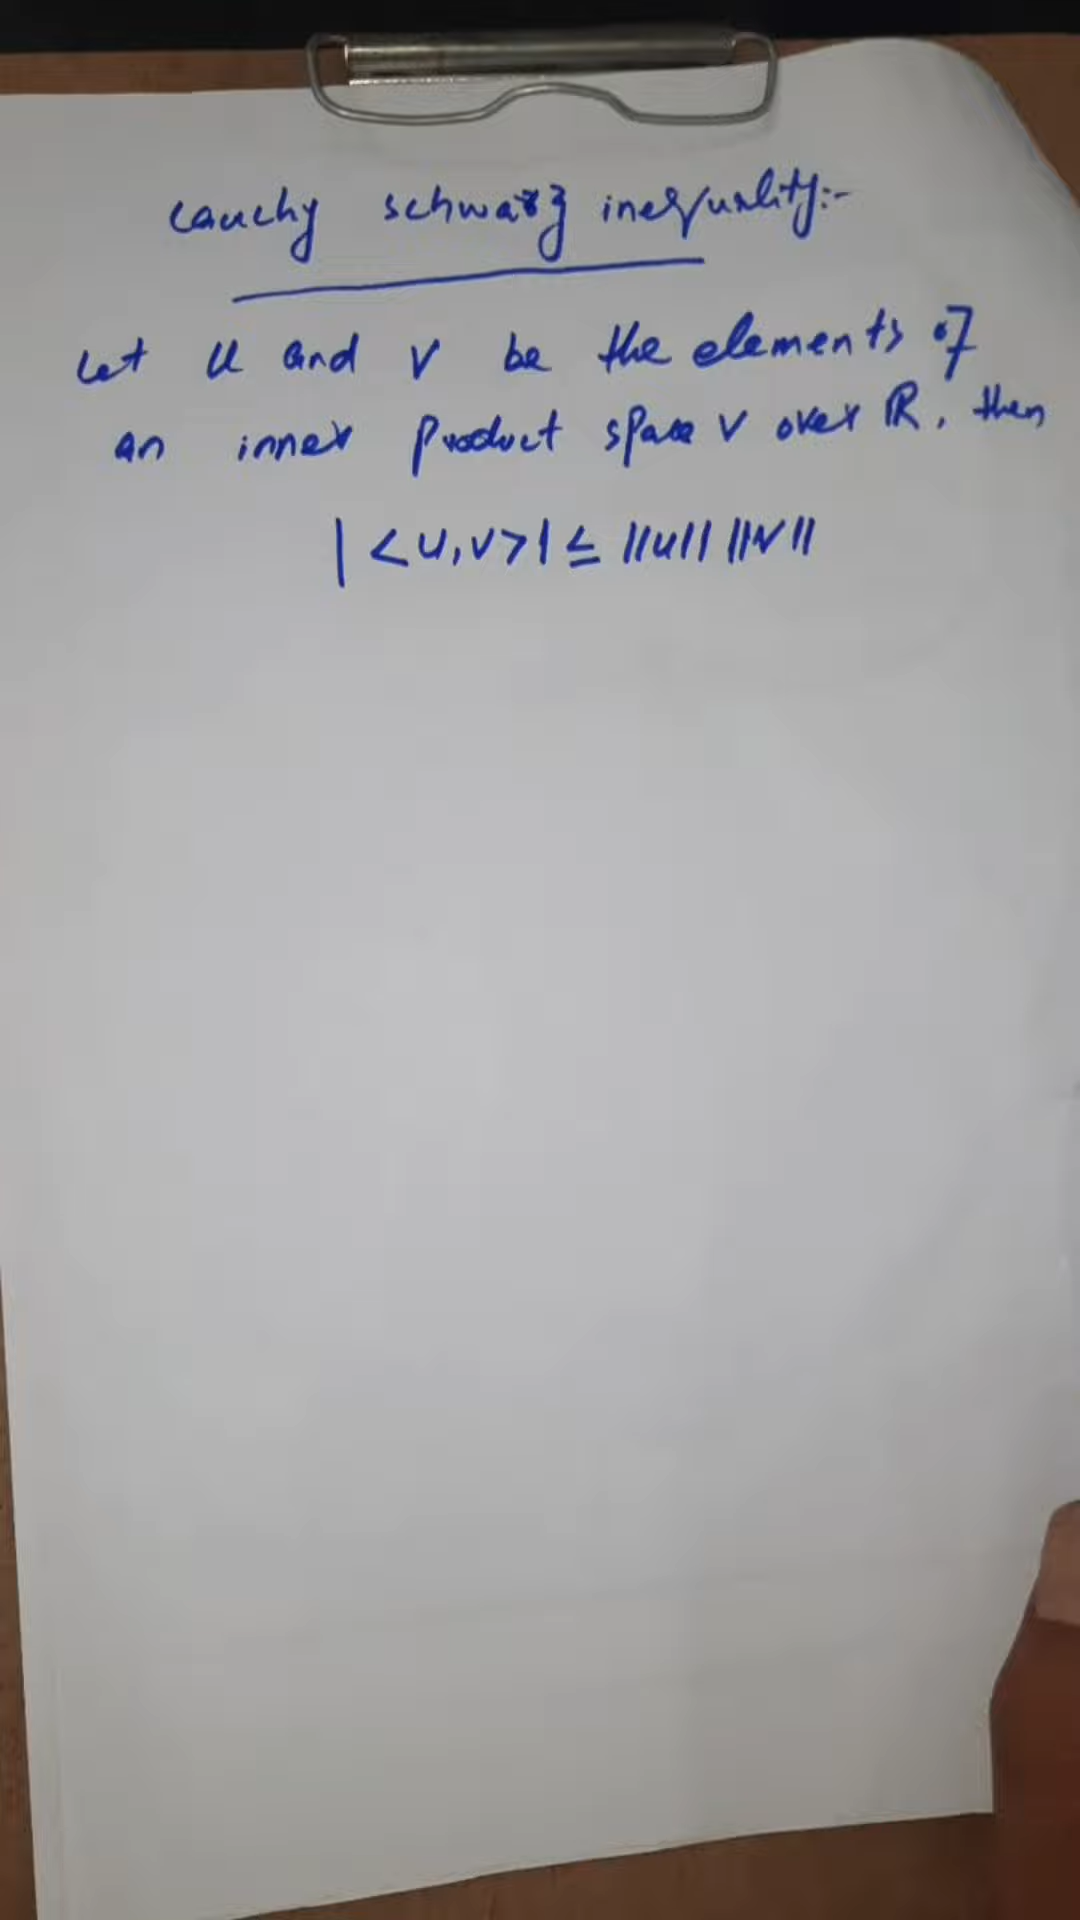 Cauchy schwarz inequality:-
Let u and v be the elements of
an inner product space V over ℝ, then
|<u,v>| ≤ ||u|| ||v||